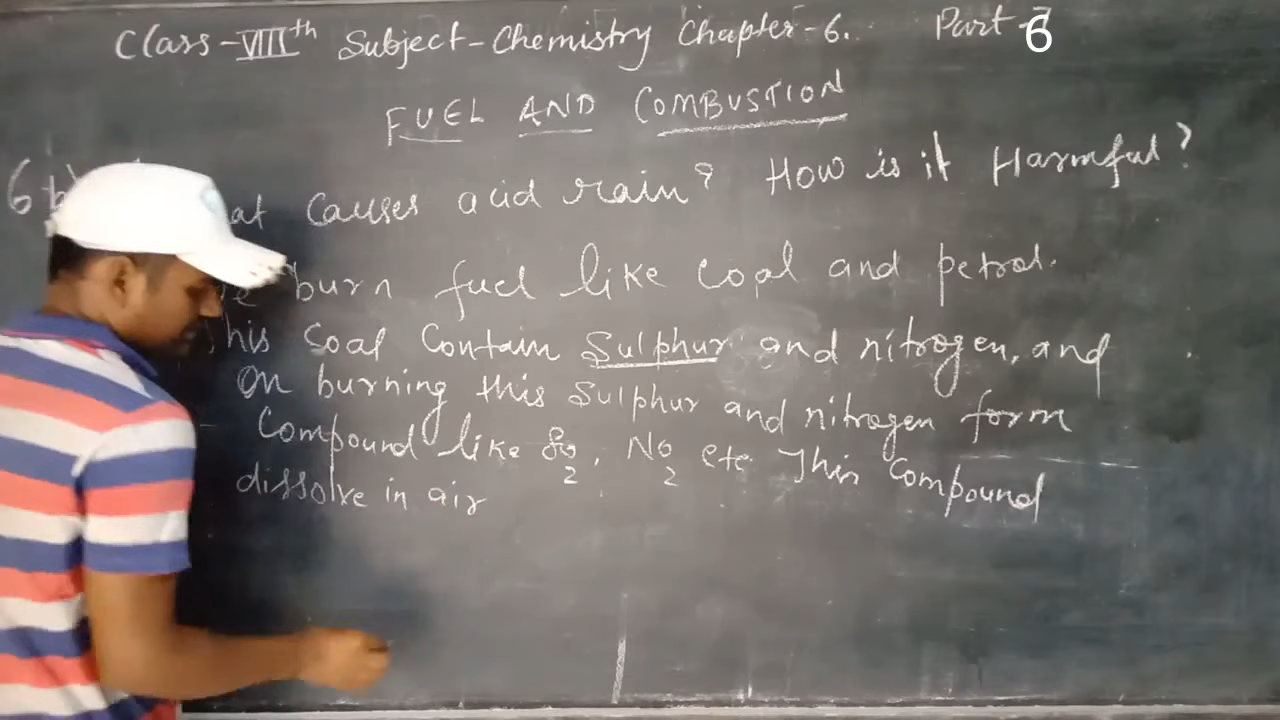 Class-VIIIth Subject-Chemistry Chapter-6. Part-6
FUEL AND COMBUSTION
6 b) at causes acid rain? How is it Harmful?
burn fuel like coal and petrol.
his Coal Contain Sulphur and nitrogen, and
On burning this Sulphur and nitrogen form
Compound like So2, No2 etc This Compound
dissolve in air